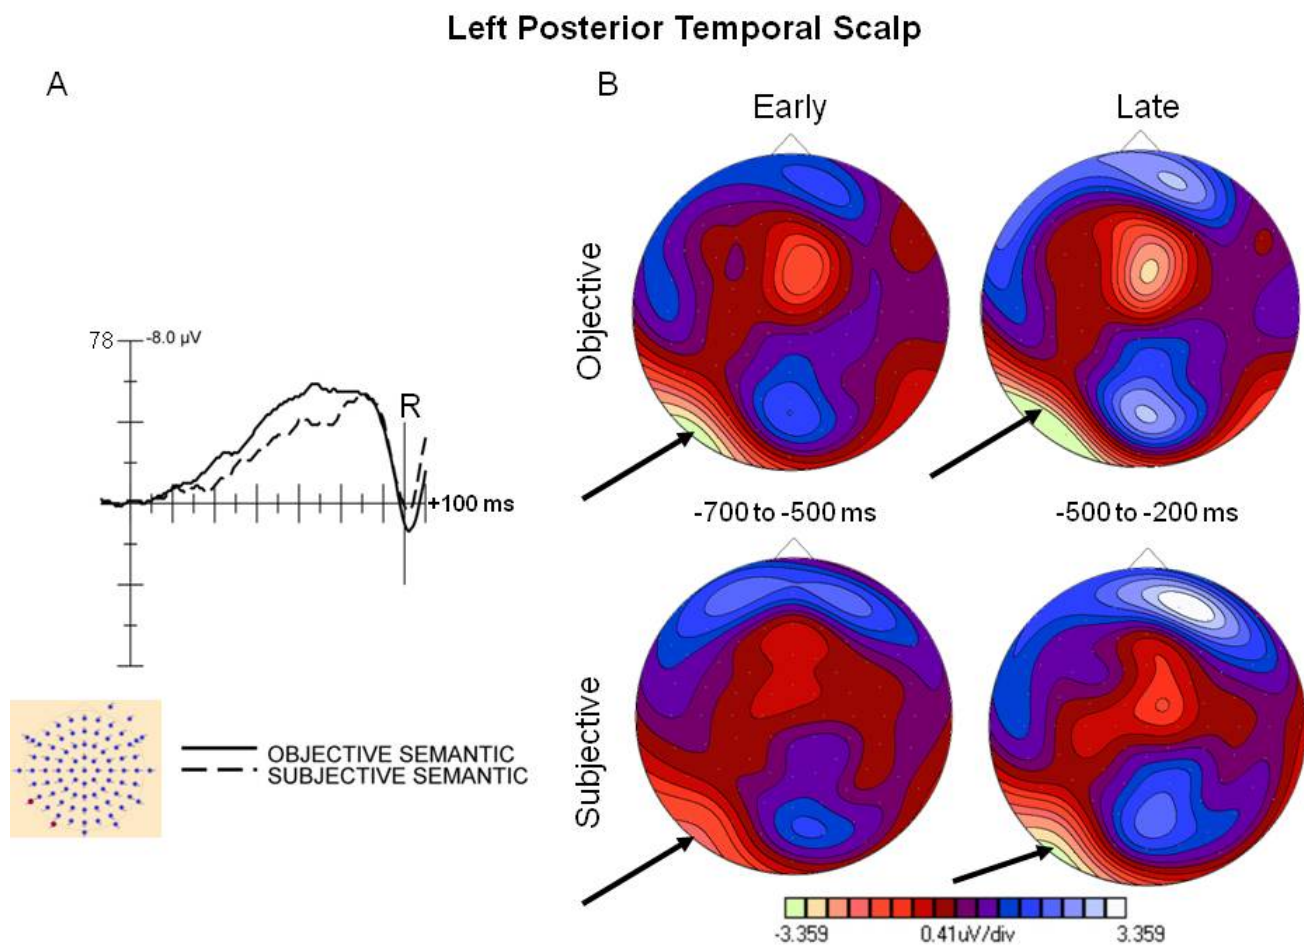 Left Posterior Temporal Scalp
A
B
Early
Late
Objective
78
-8.0 µV
R
+100 ms
-700 to -500 ms
-500 to -200 ms
OBJECTIVE SEMANTIC
SUBJECTIVE SEMANTIC
Subjective
-3.359
0.41uV/div
3.359